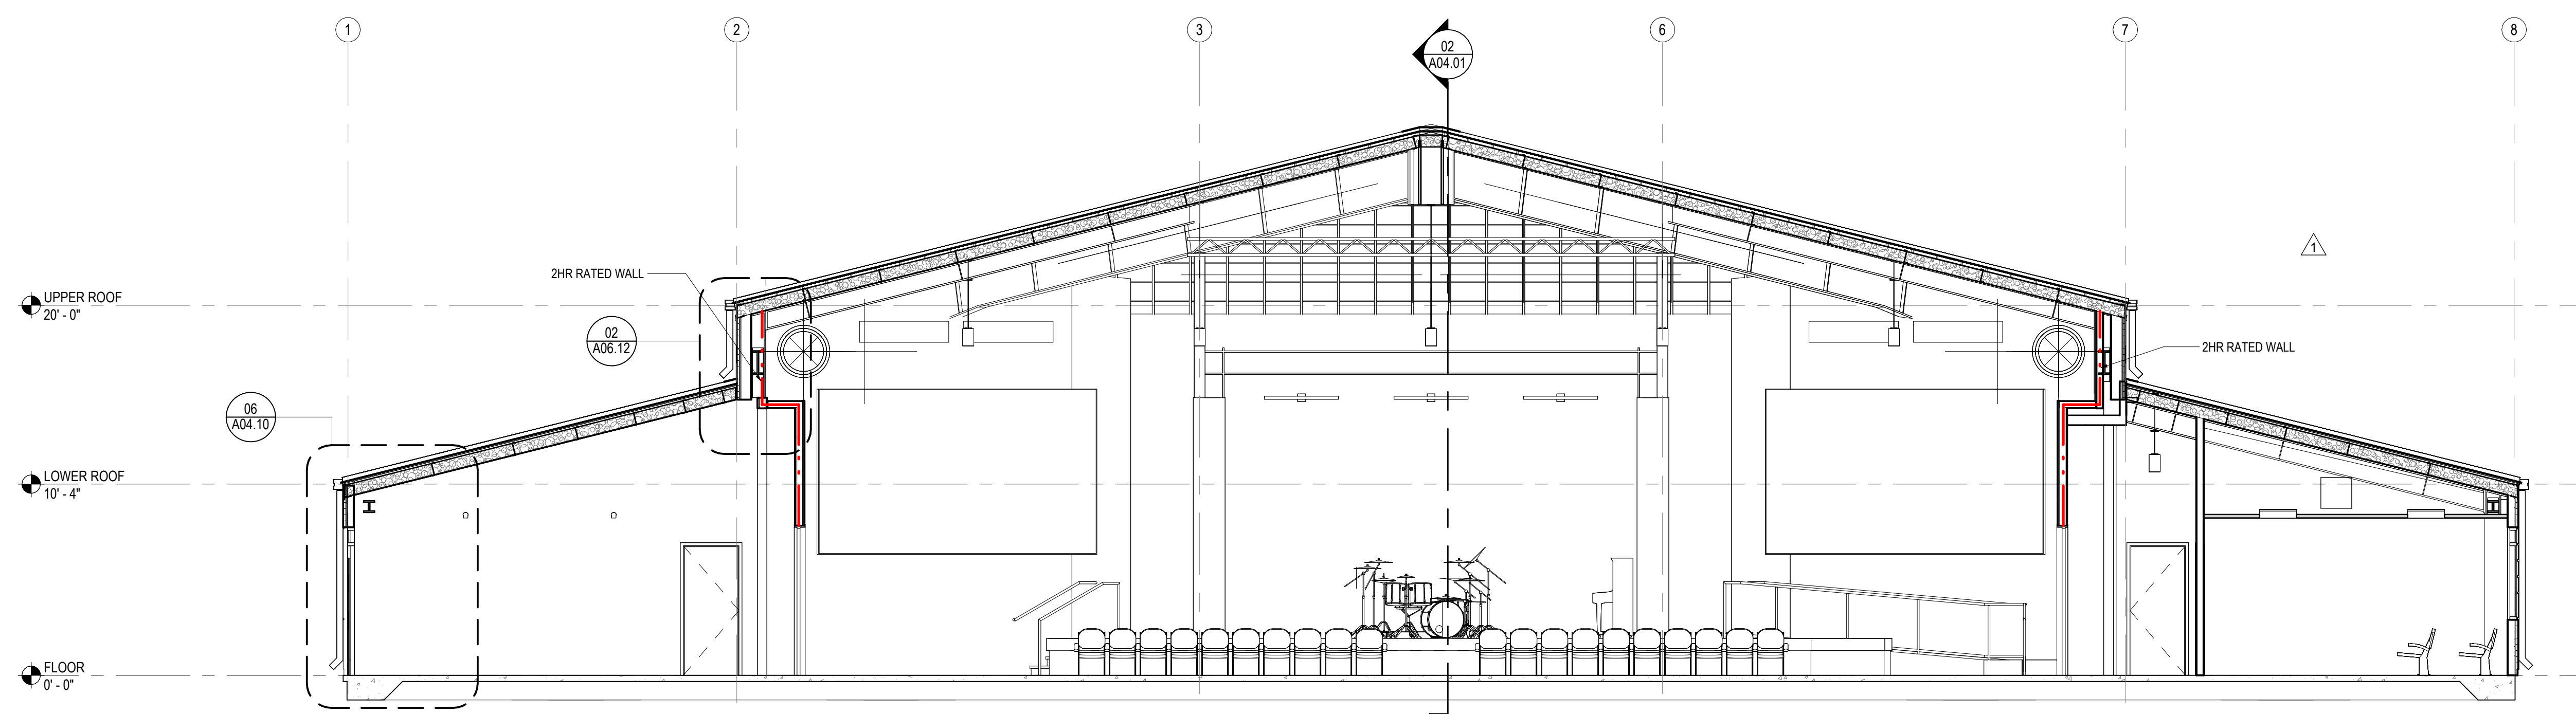 1
2
3
6
7
8
02
A04.01
1
2HR RATED WALL
UPPER ROOF
20' - 0"
02
A06.12
2HR RATED WALL
06
A04.10
LOWER ROOF
10' - 4"
FLOOR
0' - 0"